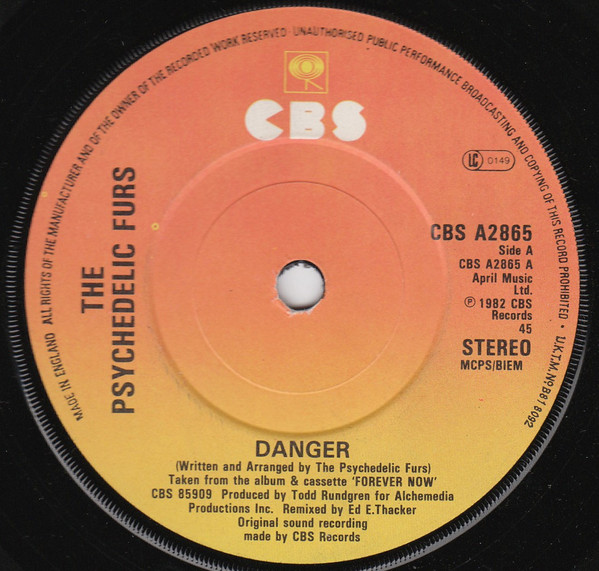 MADE IN ENGLAND ALL RIGHTS OF THE MANUFACTURER AND OF THE OWNER OF THE RECORDED WORK RESERVED · UNAUTHORISED PUBLIC PERFORMANCE BROADCASTING AND COPYING OF THIS RECORD PROHIBITED • U.K.T.M. Nº B618092
CBS
THE
PSYCHEDELIC FURS
LC 0149
CBS A2865
Side A
CBS A2865 A
April Music
Ltd.
℗ 1982 CBS
Records
45
STEREO
MCPS/BIEM
DANGER
(Written and Arranged by The Psychedelic Furs)
Taken from the album & cassette 'FOREVER NOW'
CBS 85909 Produced by Todd Rundgren for Alchemedia
Productions Inc. Remixed by Ed E.Thacker
Original sound recording
made by CBS Records